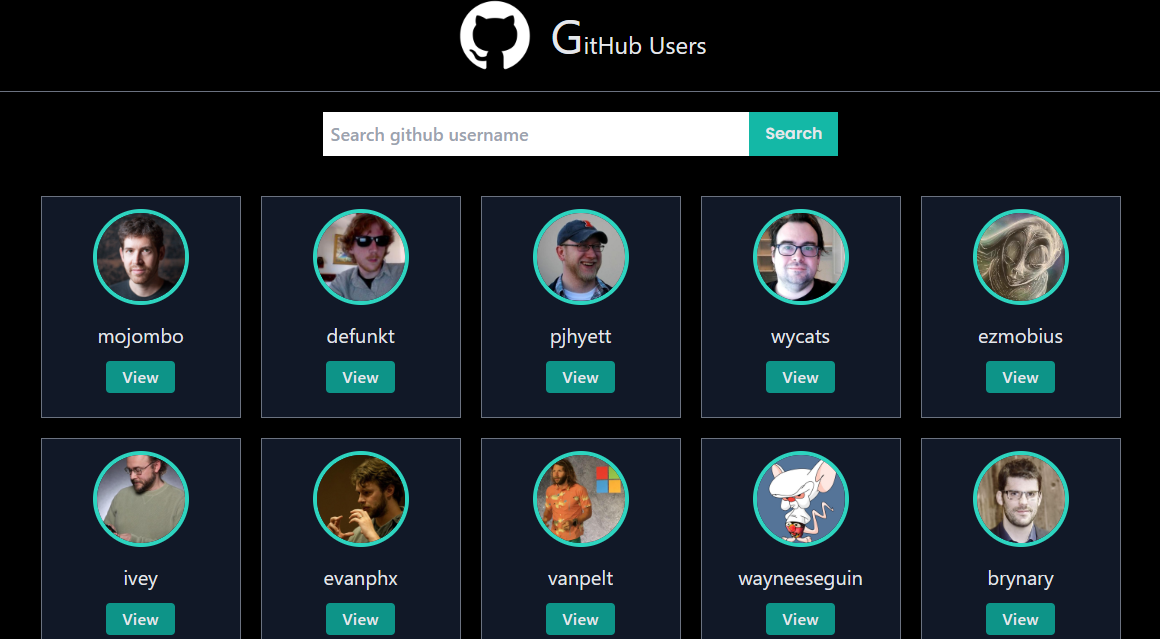 GitHub Users
Search github username
Search
mojombo
defunkt
pjhyett
wycats
ezmobius
View
View
View
View
View
ivey
evanphx
vanpelt
wayneeseguin
brynary
View
View
View
View
View